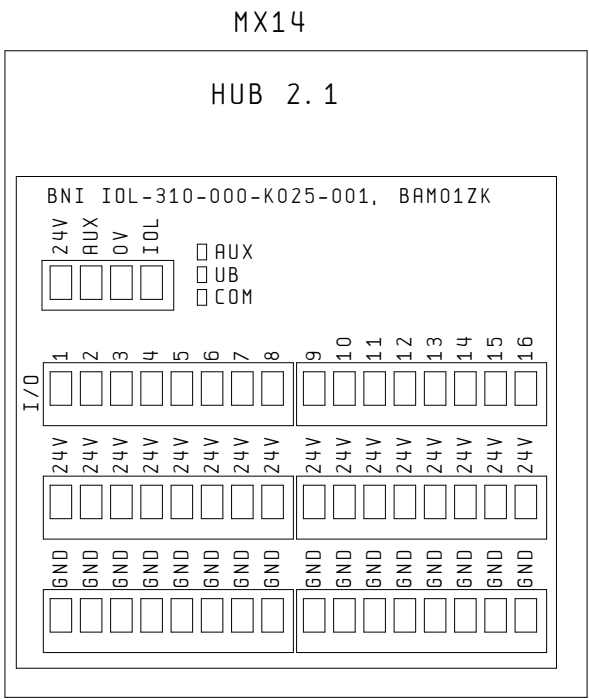 MX14
HUB 2.1
BNI IOL-310-000-K025-001, BAM01ZK
24V AUX 0V IOL
AUX
UB
COM
1 2 3 4 5 6 7 8 9 10 11 12 13 14 15 16
I/O
24V 24V 24V 24V 24V 24V 24V 24V 24V 24V 24V 24V 24V 24V 24V 24V
GND GND GND GND GND GND GND GND GND GND GND GND GND GND GND GND